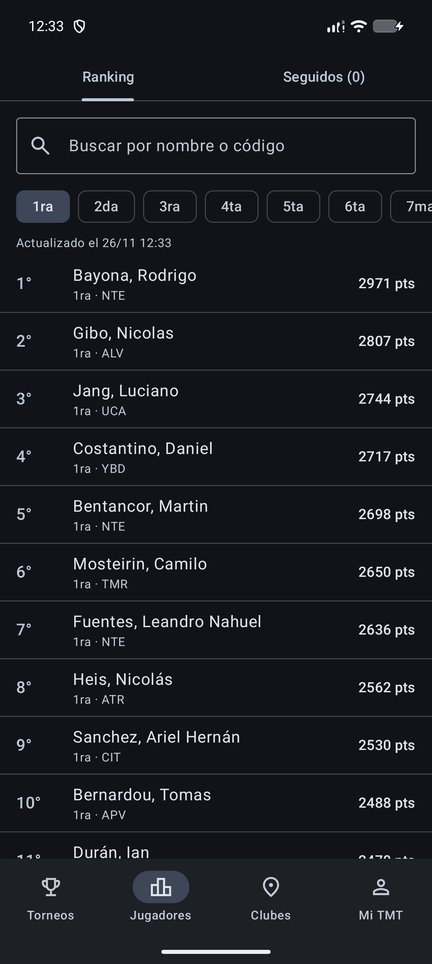 12:33
Ranking
Seguidos (0)
Buscar por nombre o código
1ra
2da
3ra
4ta
5ta
6ta
7ma
Actualizado el 26/11 12:33
1°
Bayona, Rodrigo
1ra · NTE
2971 pts
2°
Gibo, Nicolas
1ra · ALV
2807 pts
3°
Jang, Luciano
1ra · UCA
2744 pts
4°
Costantino, Daniel
1ra · YBD
2717 pts
5°
Bentancor, Martin
1ra · NTE
2698 pts
6°
Mosteirin, Camilo
1ra · TMR
2650 pts
7°
Fuentes, Leandro Nahuel
1ra · NTE
2636 pts
8°
Heis, Nicolás
1ra · ATR
2562 pts
9°
Sanchez, Ariel Hernán
1ra · CIT
2530 pts
10°
Bernardou, Tomas
1ra · APV
2488 pts
11°
Durán, Ian
Torneos
Jugadores
Clubes
Mi TMT